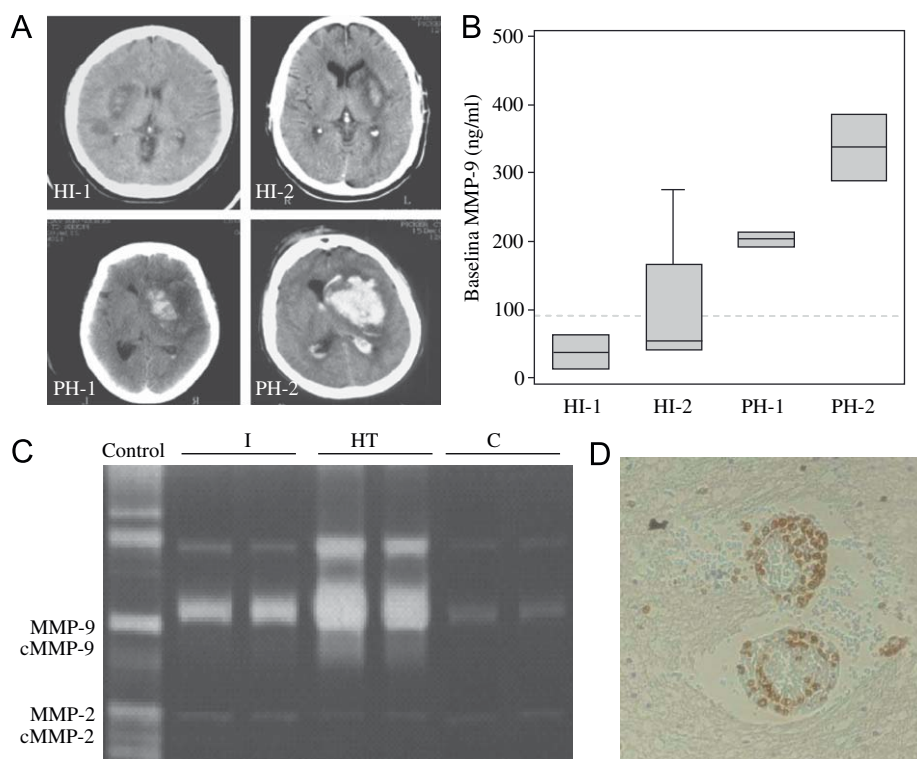 A
HI-1
HI-2
R
L
PH-1
PH-2
B
Baselina MMP-9 (ng/ml)
500
400
300
200
100
0
HI-1
HI-2
PH-1
PH-2
C
Control
I
HT
C
MMP-9
cMMP-9
MMP-2
cMMP-2
D